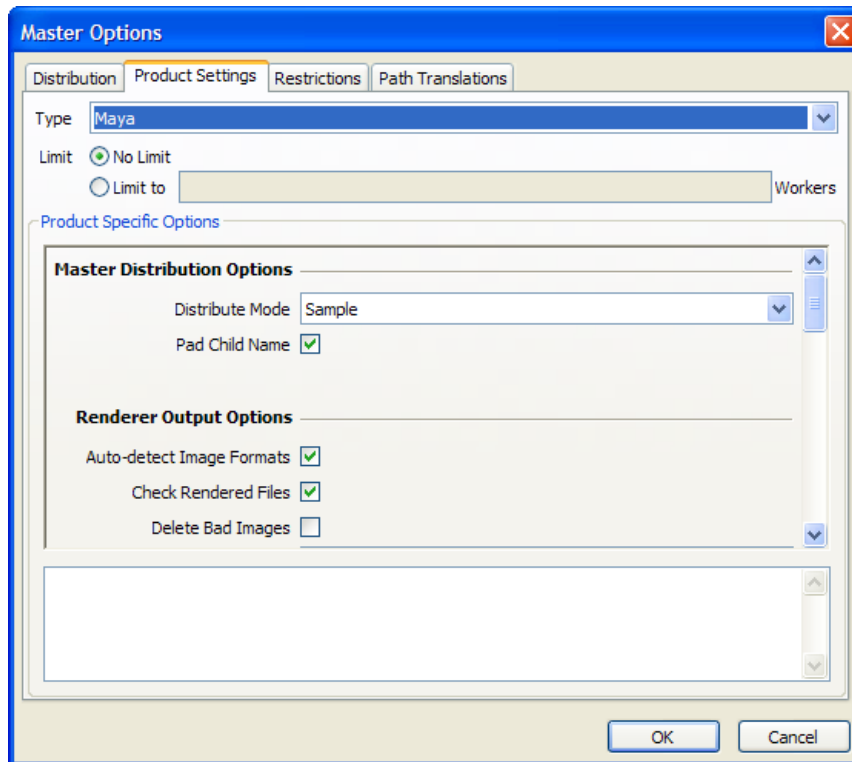 Master Options
Distribution Product Settings Restrictions Path Translations
Type Maya
Limit No Limit
Limit to Workers
Product Specific Options
Master Distribution Options
Distribute Mode Sample
Pad Child Name
Renderer Output Options
Auto-detect Image Formats
Check Rendered Files
Delete Bad Images
OK Cancel